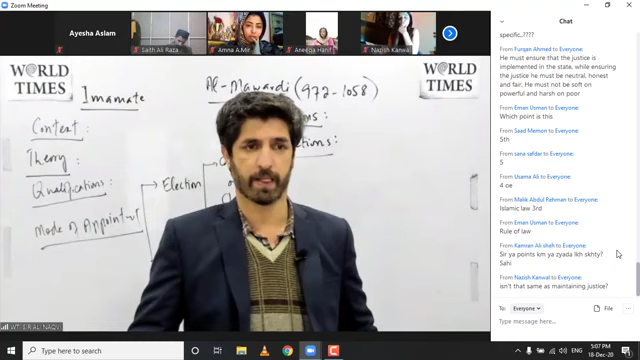 Zoom Meeting
Ayesha Aslam
Saith Ali Raza
Amna A.Mir
Aneeqa Hanif
Nazish Kanwal
WORLD
TIMES
Imamate
Al-Mawardi (972-1058)
WORLD
TIMES
Context:
Theory:
Qualifications:
Mode of Appoint-
Election
WT: SIR AL NAQVI
Chat
specific..????
From Furqan Ahmed to Everyone:
He must ensure that the justice is
implemented in the state, while ensuring
the justice he must be neutral, honest
and fair. He must not be soft on
powerful and harsh on poor
From Eman Usman to Everyone:
Which point is this
From Saad Memon to Everyone:
5th
From sana safdar to Everyone:
5
From Usama Ali to Everyone:
4 oe
From Malik Abdul Rehman to Everyone:
Islamic law 3rd
From Eman Usman to Everyone:
Rule of law
From Kamran Ali shah to Everyone:
Sir ya points km ya zyada lkh skhty?
Sahi
From Nazish Kanwal to Everyone:
isn't that same as maintaining justice?
To: Everyone
File
Type message here...
Type here to search
5:07 PM
18-Dec-20